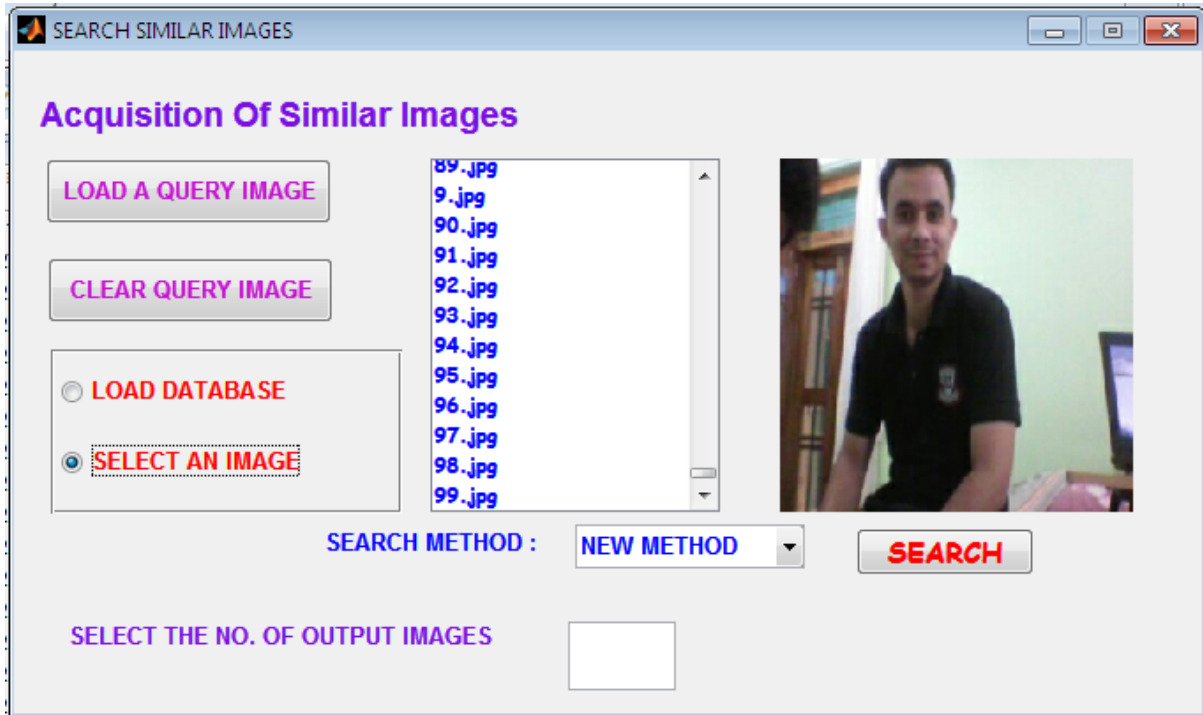 SEARCH SIMILAR IMAGES
Acquisition Of Similar Images
LOAD A QUERY IMAGE
CLEAR QUERY IMAGE
LOAD DATABASE
SELECT AN IMAGE
89.jpg
9.jpg
90.jpg
91.jpg
92.jpg
93.jpg
94.jpg
95.jpg
96.jpg
97.jpg
98.jpg
99.jpg
SEARCH METHOD : NEW METHOD SEARCH
SELECT THE NO. OF OUTPUT IMAGES